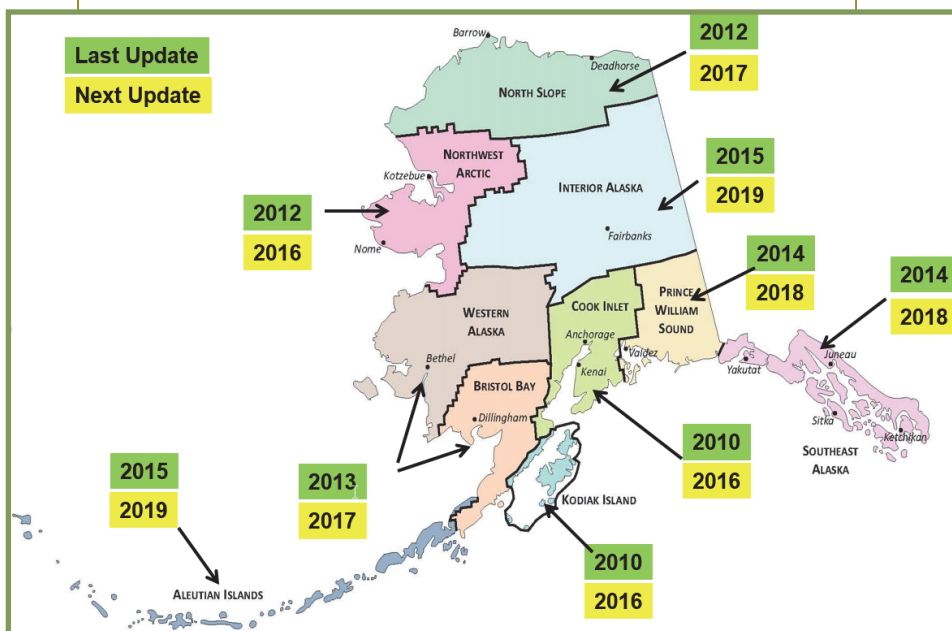 Last Update
Next Update
Barrow
Deadhorse
2012
2017
NORTH SLOPE
NORTHWEST
ARCTIC
Kotzebue
INTERIOR ALASKA
2015
2019
2012
2016
Nome
Fairbanks
2014
2018
2014
2018
PRINCE
WILLIAM
SOUND
COOK INLET
WESTERN
ALASKA
Anchorage
Valdez
Kenai
Bethel
BRISTOL BAY
Dillingham
Yakutat
Juneau
Sitka
Ketchikan
SOUTHEAST
ALASKA
2010
2016
2013
2017
2015
2019
KODIAK ISLAND
2010
2016
ALEUTIAN ISLANDS